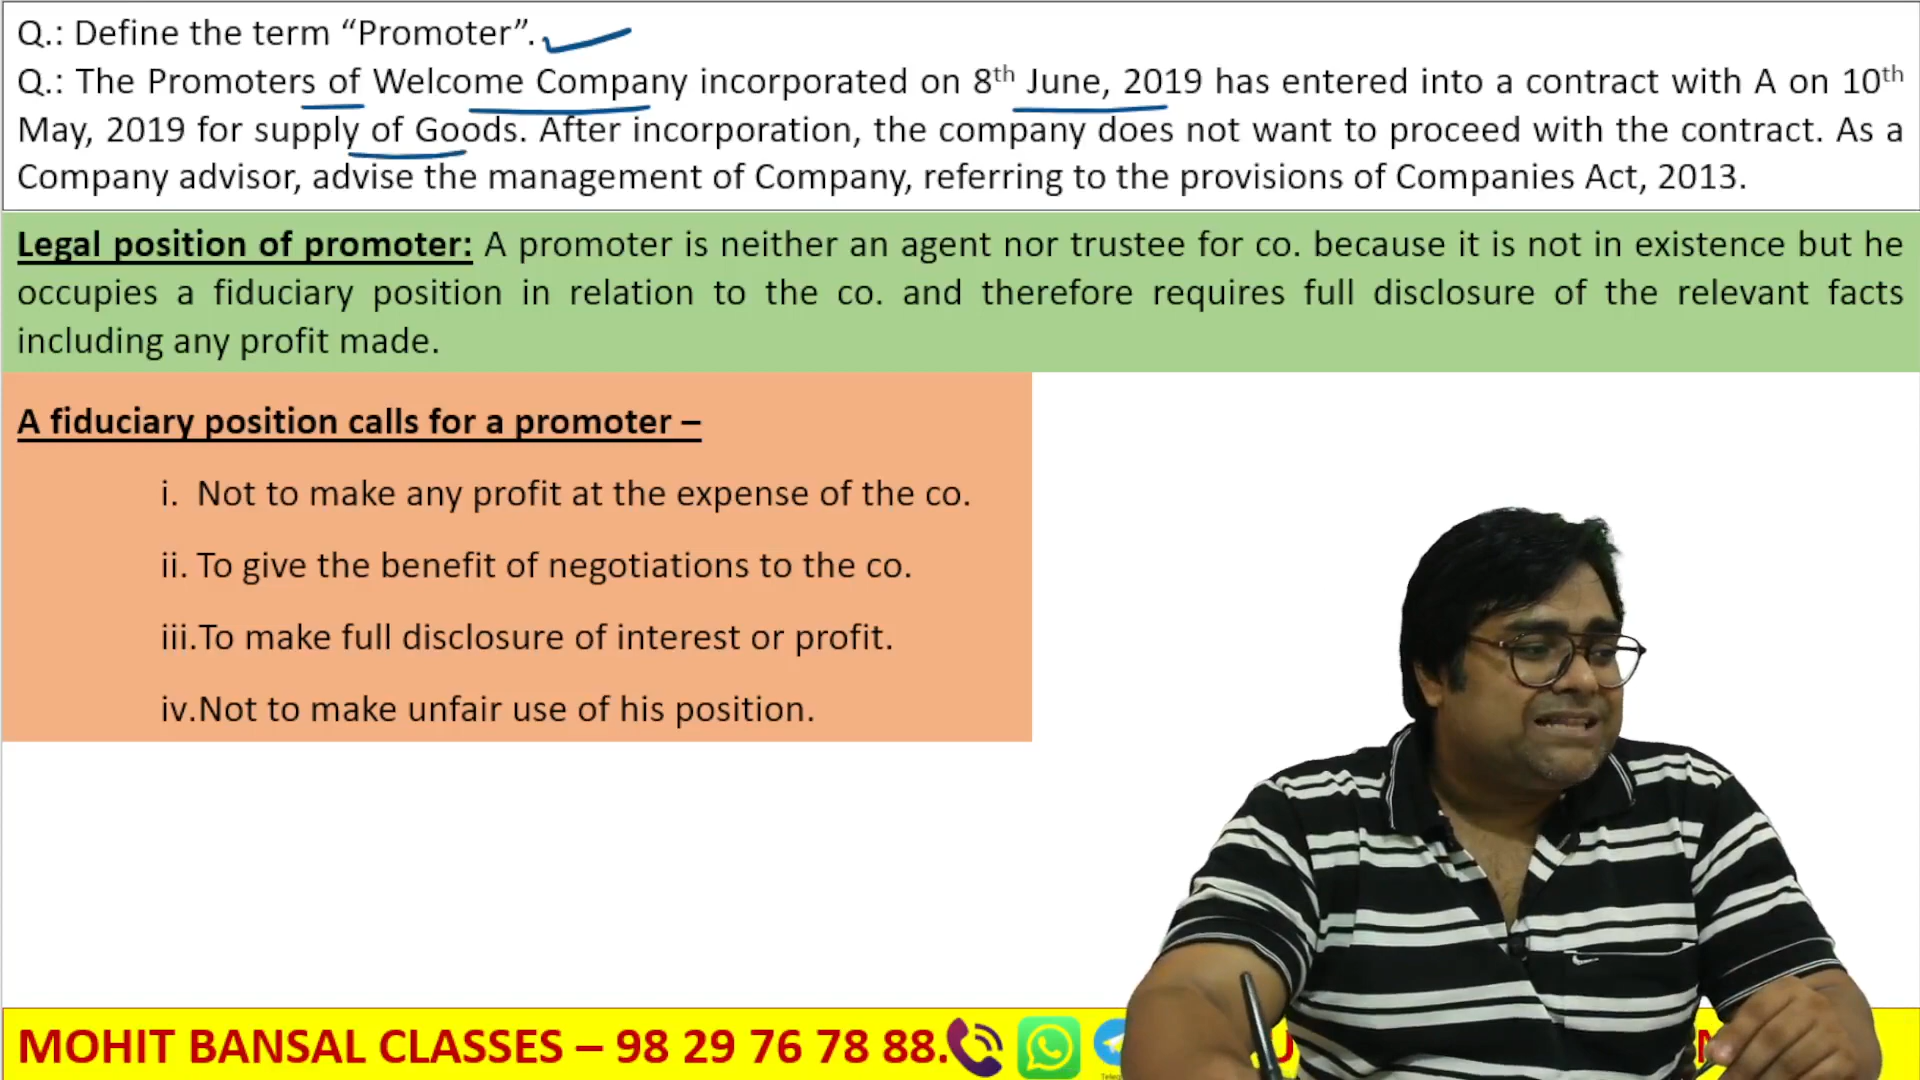 Q.: Define the term “Promoter”.
Q.: The Promoters of Welcome Company incorporated on 8th June, 2019 has entered into a contract with A on 10th
May, 2019 for supply of Goods. After incorporation, the company does not want to proceed with the contract. As a
Company advisor, advise the management of Company, referring to the provisions of Companies Act, 2013.
Legal position of promoter: A promoter is neither an agent nor trustee for co. because it is not in existence but he
occupies a fiduciary position in relation to the co. and therefore requires full disclosure of the relevant facts
including any profit made.
A fiduciary position calls for a promoter –
i. Not to make any profit at the expense of the co.
ii. To give the benefit of negotiations to the co.
iii.To make full disclosure of interest or profit.
iv.Not to make unfair use of his position.
MOHIT BANSAL CLASSES – 98 29 76 78 88.